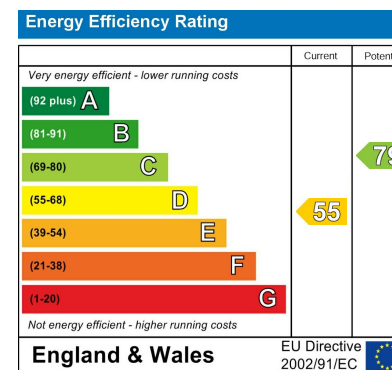 Energy Efficiency Rating
Current
Very energy efficient - lower running costs
(92 plus) A
(81-91) B
(69-80) C
79
(55-68) D
55
(39-54) E
(21-38) F
(1-20) G
Not energy efficient - higher running costs
England & Wales
EU Directive
2002/91/EC